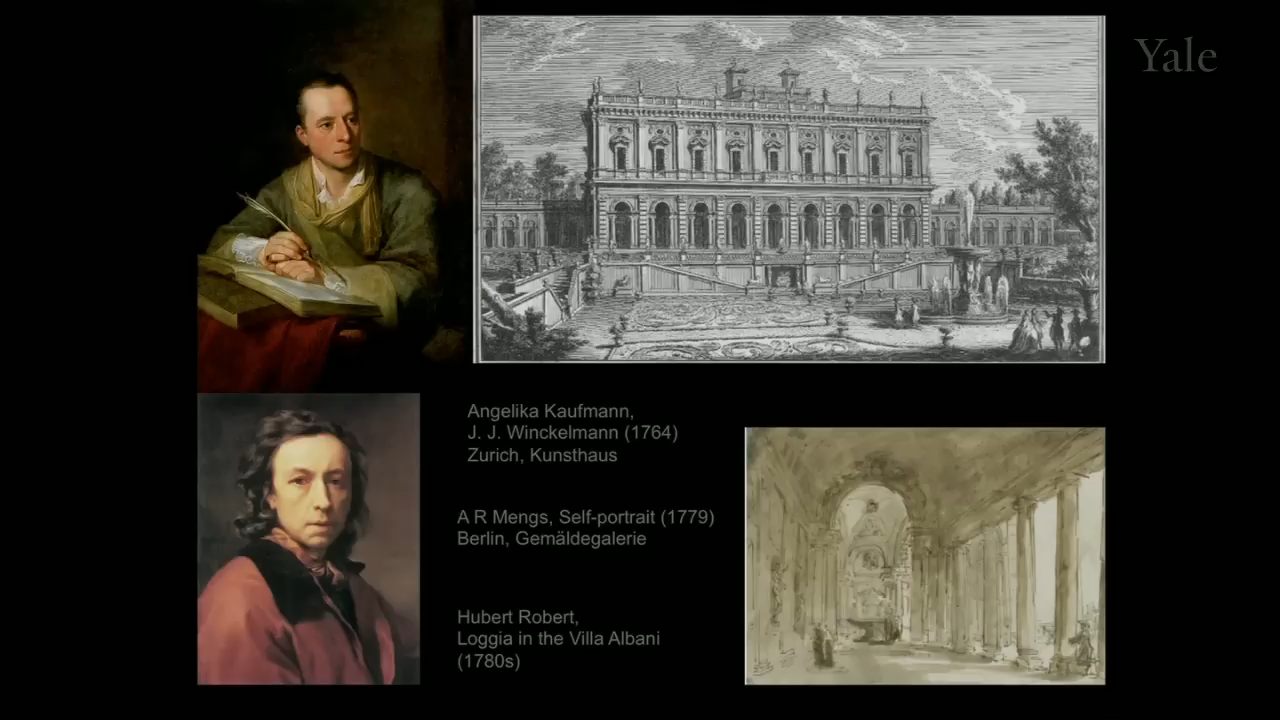 Yale
Angelika Kaufmann,
J. J. Winckelmann (1764)
Zurich, Kunsthaus
A R Mengs, Self-portrait (1779)
Berlin, Gemäldegalerie
Hubert Robert,
Loggia in the Villa Albani
(1780s)